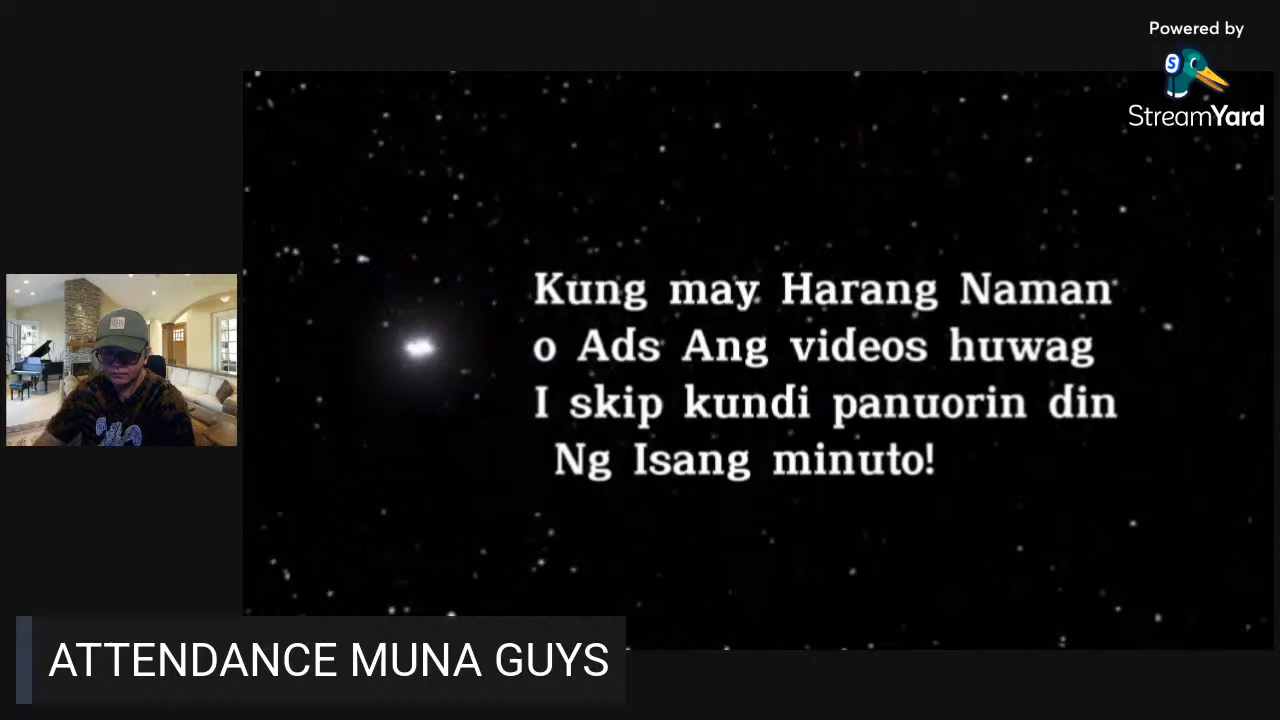 Powered by
StreamYard
Kung may Harang Naman
o Ads Ang videos huwag
I skip kundi panuorin din
Ng Isang minuto!
ATTENDANCE MUNA GUYS